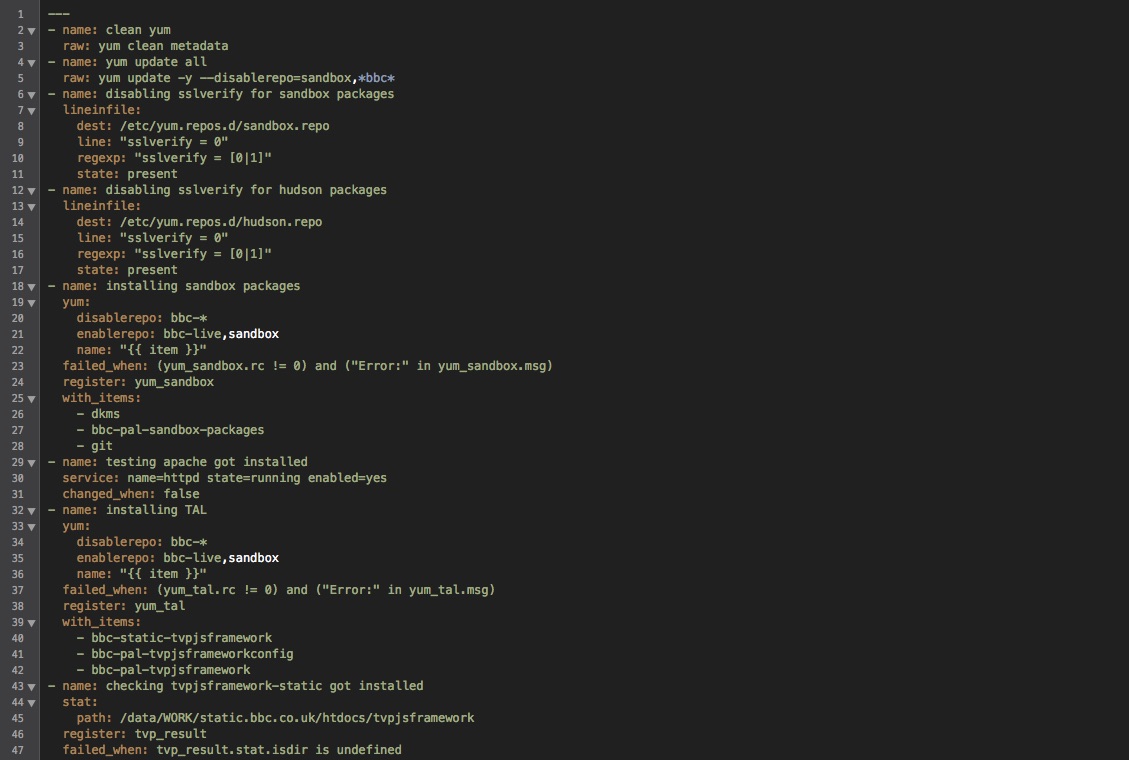 1 ---
2 - name: clean yum
3 raw: yum clean metadata
4 - name: yum update all
5 raw: yum update -y --disablerepo=sandbox,*bbc*
6 - name: disabling sslverify for sandbox packages
7 lineinfile:
8 dest: /etc/yum.repos.d/sandbox.repo
9 line: "sslverify = 0"
10 regexp: "sslverify = [0|1]"
11 state: present
12 - name: disabling sslverify for hudson packages
13 lineinfile:
14 dest: /etc/yum.repos.d/hudson.repo
15 line: "sslverify = 0"
16 regexp: "sslverify = [0|1]"
17 state: present
18 - name: installing sandbox packages
19 yum:
20 disablerepo: bbc-*
21 enablerepo: bbc-live,sandbox
22 name: "{{ item }}"
23 failed_when: (yum_sandbox.rc != 0) and ("Error:" in yum_sandbox.msg)
24 register: yum_sandbox
25 with_items:
26 - dkms
27 - bbc-pal-sandbox-packages
28 - git
29 - name: testing apache got installed
30 service: name=httpd state=running enabled=yes
31 changed_when: false
32 - name: installing TAL
33 yum:
34 disablerepo: bbc-*
35 enablerepo: bbc-live,sandbox
36 name: "{{ item }}"
37 failed_when: (yum_tal.rc != 0) and ("Error:" in yum_tal.msg)
38 register: yum_tal
39 with_items:
40 - bbc-static-tvpjsframework
41 - bbc-pal-tvpjsframeworkconfig
42 - bbc-pal-tvpjsframework
43 - name: checking tvpjsframework-static got installed
44 stat:
45 path: /data/WORK/static.bbc.co.uk/htdocs/tvpjsframework
46 register: tvp_result
47 failed_when: tvp_result.stat.isdir is undefined